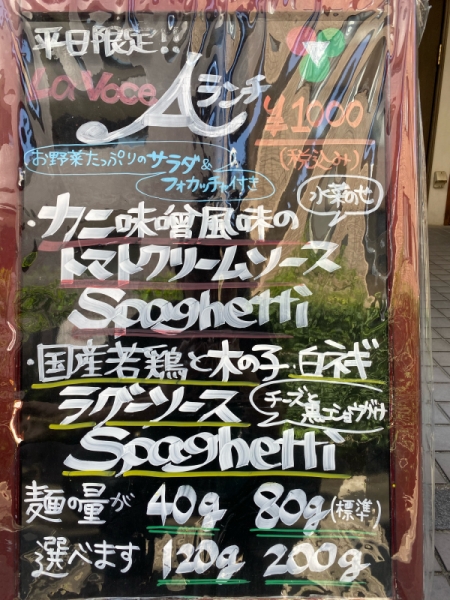 平日限定!!
La Voce Aランチ
¥1000
(税込み)
お野菜たっぷりのサラダ&
フォカッチャ付き
水菜のせ
・カニ味噌風味の
トマトクリームソース
Spaghetti
・国産若鶏と木の子・白ネギ
ラグーソース
チーズと
黒コショウがけ
Spaghetti
麺の量が 40g 80g(標準)
選べます 120g 200g